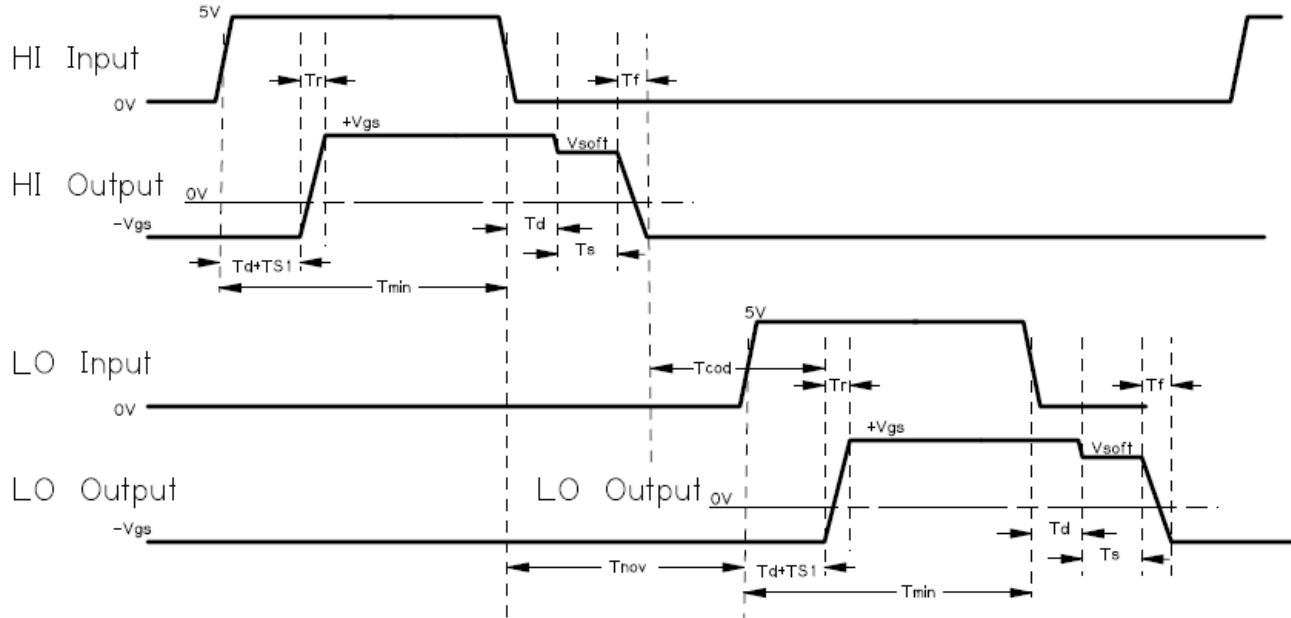 5V
HI Input
Tr
Tf
0V
+Vgs
Vsoft
HI Output
0V
-Vgs
Td
Ts
Td+TS1
Tmin
5V
LO Input
Tcod
Tr
Tf
0V
+Vgs
Vsoft
LO Output
LO Output
0V
-Vgs
Td
Ts
Tnov
Td+TS1
Tmin